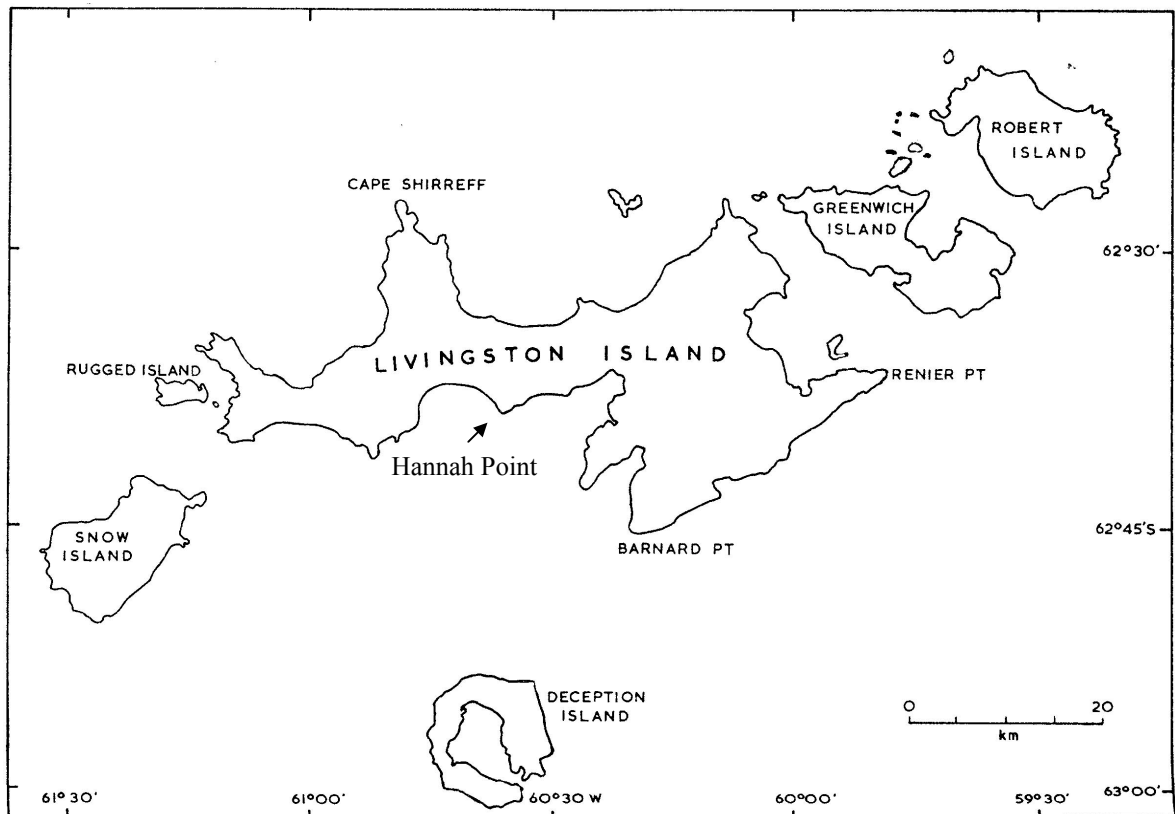 ROBERT
ISLAND
CAPE SHIRREFF
GREENWICH
ISLAND
62°30'
LIVINGSTON ISLAND
RUGGED ISLAND
RENIER PT
Hannah Point
SNOW
ISLAND
62°45'S
BARNARD PT
DECEPTION
ISLAND
0 20
km
61°30' 61°00' 60°30 W 60°00' 59°30' 63°00'